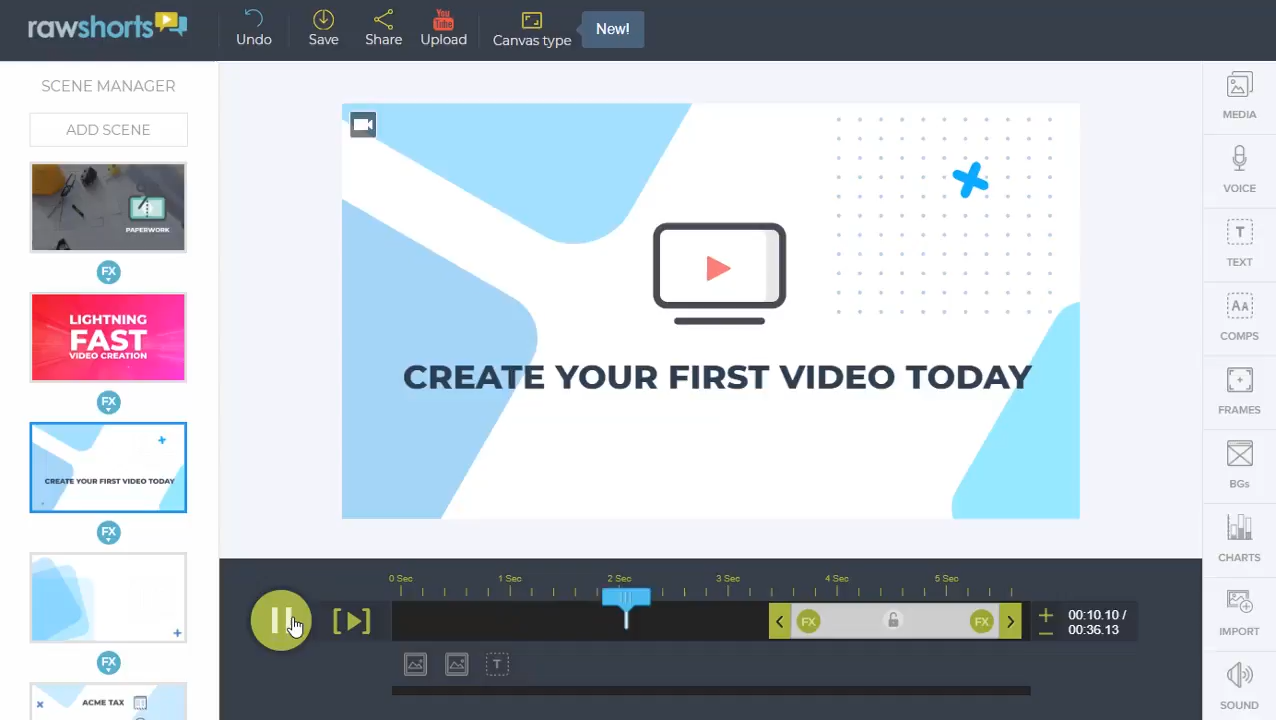 rawshorts
Undo
Save
Share
You
Tube
Upload
Canvas type
New!
SCENE MANAGER
ADD SCENE
PAPERWORK
FX
LIGHTNING
FAST
VIDEO CREATION
FX
CREATE YOUR FIRST VIDEO TODAY
FX
FX
ACME TAX
CREATE YOUR FIRST VIDEO TODAY
0 Sec
1 Sec
2 Sec
3 Sec
4 Sec
5 Sec
FX
FX
00:10.10 /
00:36.13
T
MEDIA
VOICE
T
TEXT
AA
COMPS
FRAMES
BGs
CHARTS
IMPORT
SOUND